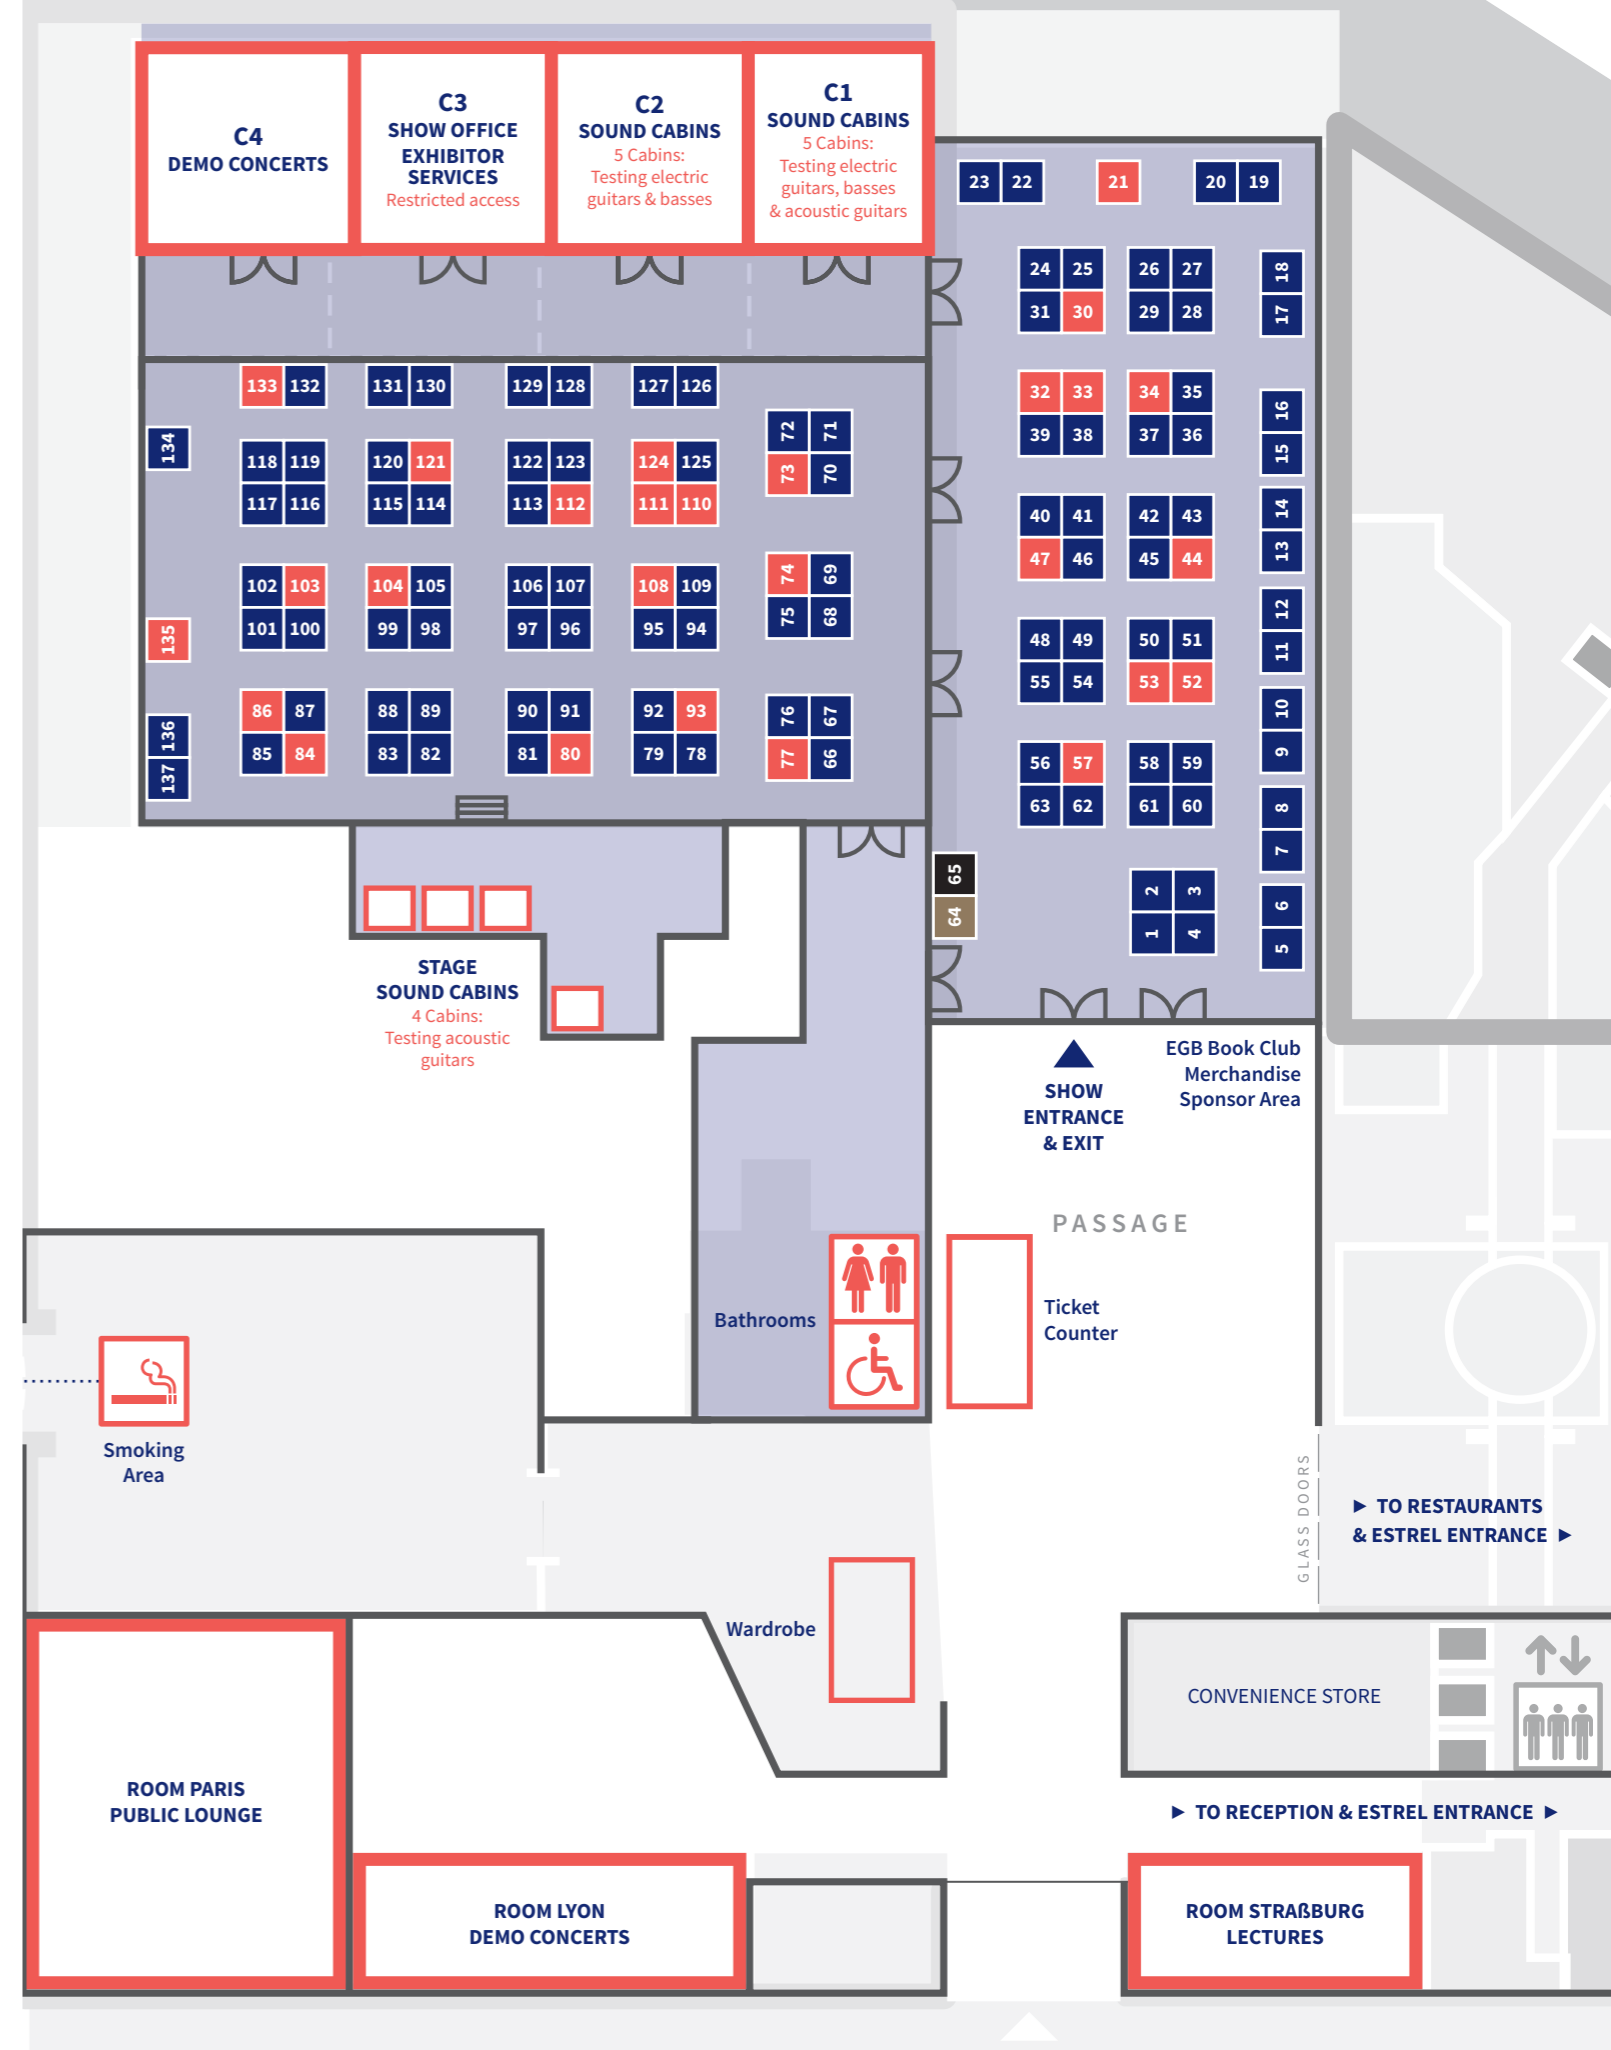 C4
DEMO CONCERTS
C3
SHOW OFFICE
EXHIBITOR
SERVICES
Restricted access
C2
SOUND CABINS
5 Cabins:
Testing electric
guitars & basses
C1
SOUND CABINS
5 Cabins:
Testing electric
guitars, basses
& acoustic guitars
23 22 21 20 19
24 25 26 27
31 30 29 28
18
17
32 33 34 35
39 38 37 36
16
15
40 41 42 43
47 46 45 44
14
13
48 49 50 51
55 54 53 52
12
11
56 57 58 59
63 62 61 60
10
9
8
7
2 3
1 4
6
5
65
64
133 132 131 130 129 128 127 126
134
118 119 120 121 122 123 124 125
117 116 115 114 113 112 111 110
72 71
73 70
102 103 104 105 106 107 108 109
101 100 99 98 97 96 95 94
74 69
75 68
135
86 87 88 89 90 91 92 93
85 84 83 82 81 80 79 78
76 67
77 66
136
137
STAGE
SOUND CABINS
4 Cabins:
Testing acoustic
guitars
SHOW
ENTRANCE
& EXIT
EGB Book Club
Merchandise
Sponsor Area
PASSAGE
Bathrooms
Ticket
Counter
Smoking
Area
GLASS DOORS
TO RESTAURANTS
& ESTREL ENTRANCE
Wardrobe
CONVENIENCE STORE
ROOM PARIS
PUBLIC LOUNGE
TO RECEPTION & ESTREL ENTRANCE
ROOM LYON
DEMO CONCERTS
ROOM STRAßBURG
LECTURES